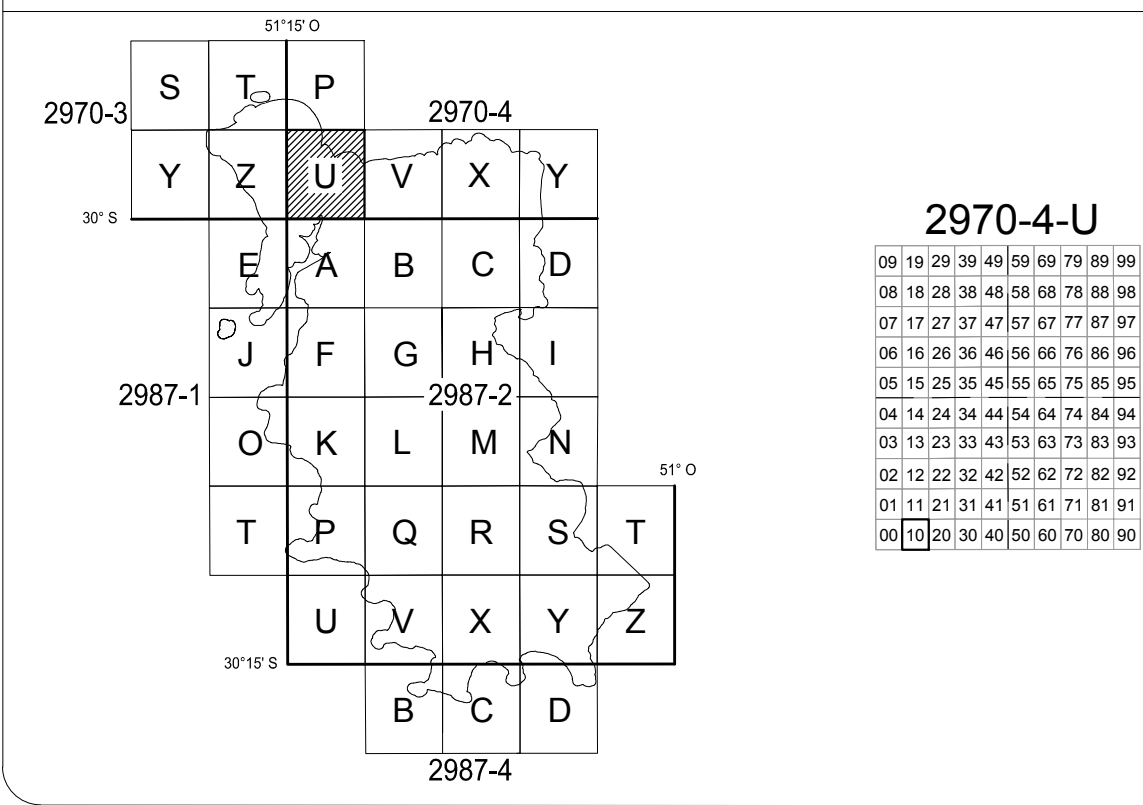 51°15' O
S T P
2970-3 2970-4
Y Z U V X Y
30° S
E A B C D
J F G H I
2987-1 2987-2
O K L M N
51° O
T P Q R S T
U V X Y Z
30°15' S
B C D
2987-4
2970-4-U
09 19 29 39 49 59 69 79 89 99
08 18 28 38 48 58 68 78 88 98
07 17 27 37 47 57 67 77 87 97
06 16 26 36 46 56 66 76 86 96
05 15 25 35 45 55 65 75 85 95
04 14 24 34 44 54 64 74 84 94
03 13 23 33 43 53 63 73 83 93
02 12 22 32 42 52 62 72 82 92
01 11 21 31 41 51 61 71 81 91
00 10 20 30 40 50 60 70 80 90